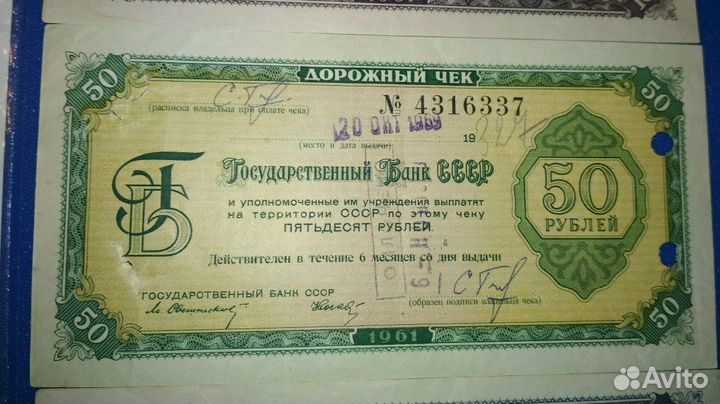 ДОРОЖНЫЙ ЧЕК
50
50
(расписка владельца при оплате чека)
№ 4316337
20 ОКТ 1969
19
(место и дата выдачи)
ГБ
Государственный Банк СССР
и уполномоченные им учреждения выплатят
на территории СССР по этому чеку
ПЯТЬДЕСЯТ РУБЛЕЙ
50
РУБЛЕЙ
Действителен в течение 6 месяцев со дня выдачи
ГОСУДАРСТВЕННЫЙ БАНК СССР
(образец подписи владельца чека)
50
1961
50
Avito